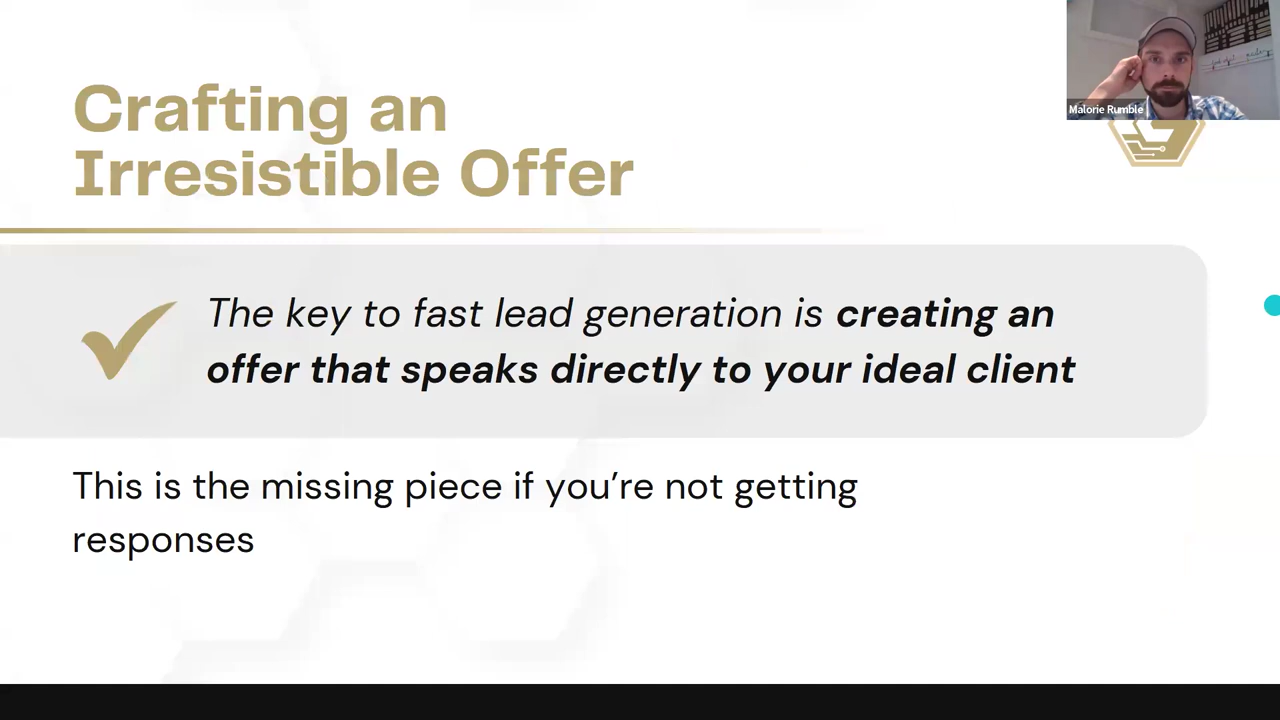 Crafting an
Irresistible Offer
Malorie Rumble
The key to fast lead generation is creating an
offer that speaks directly to your ideal client
This is the missing piece if you’re not getting
responses